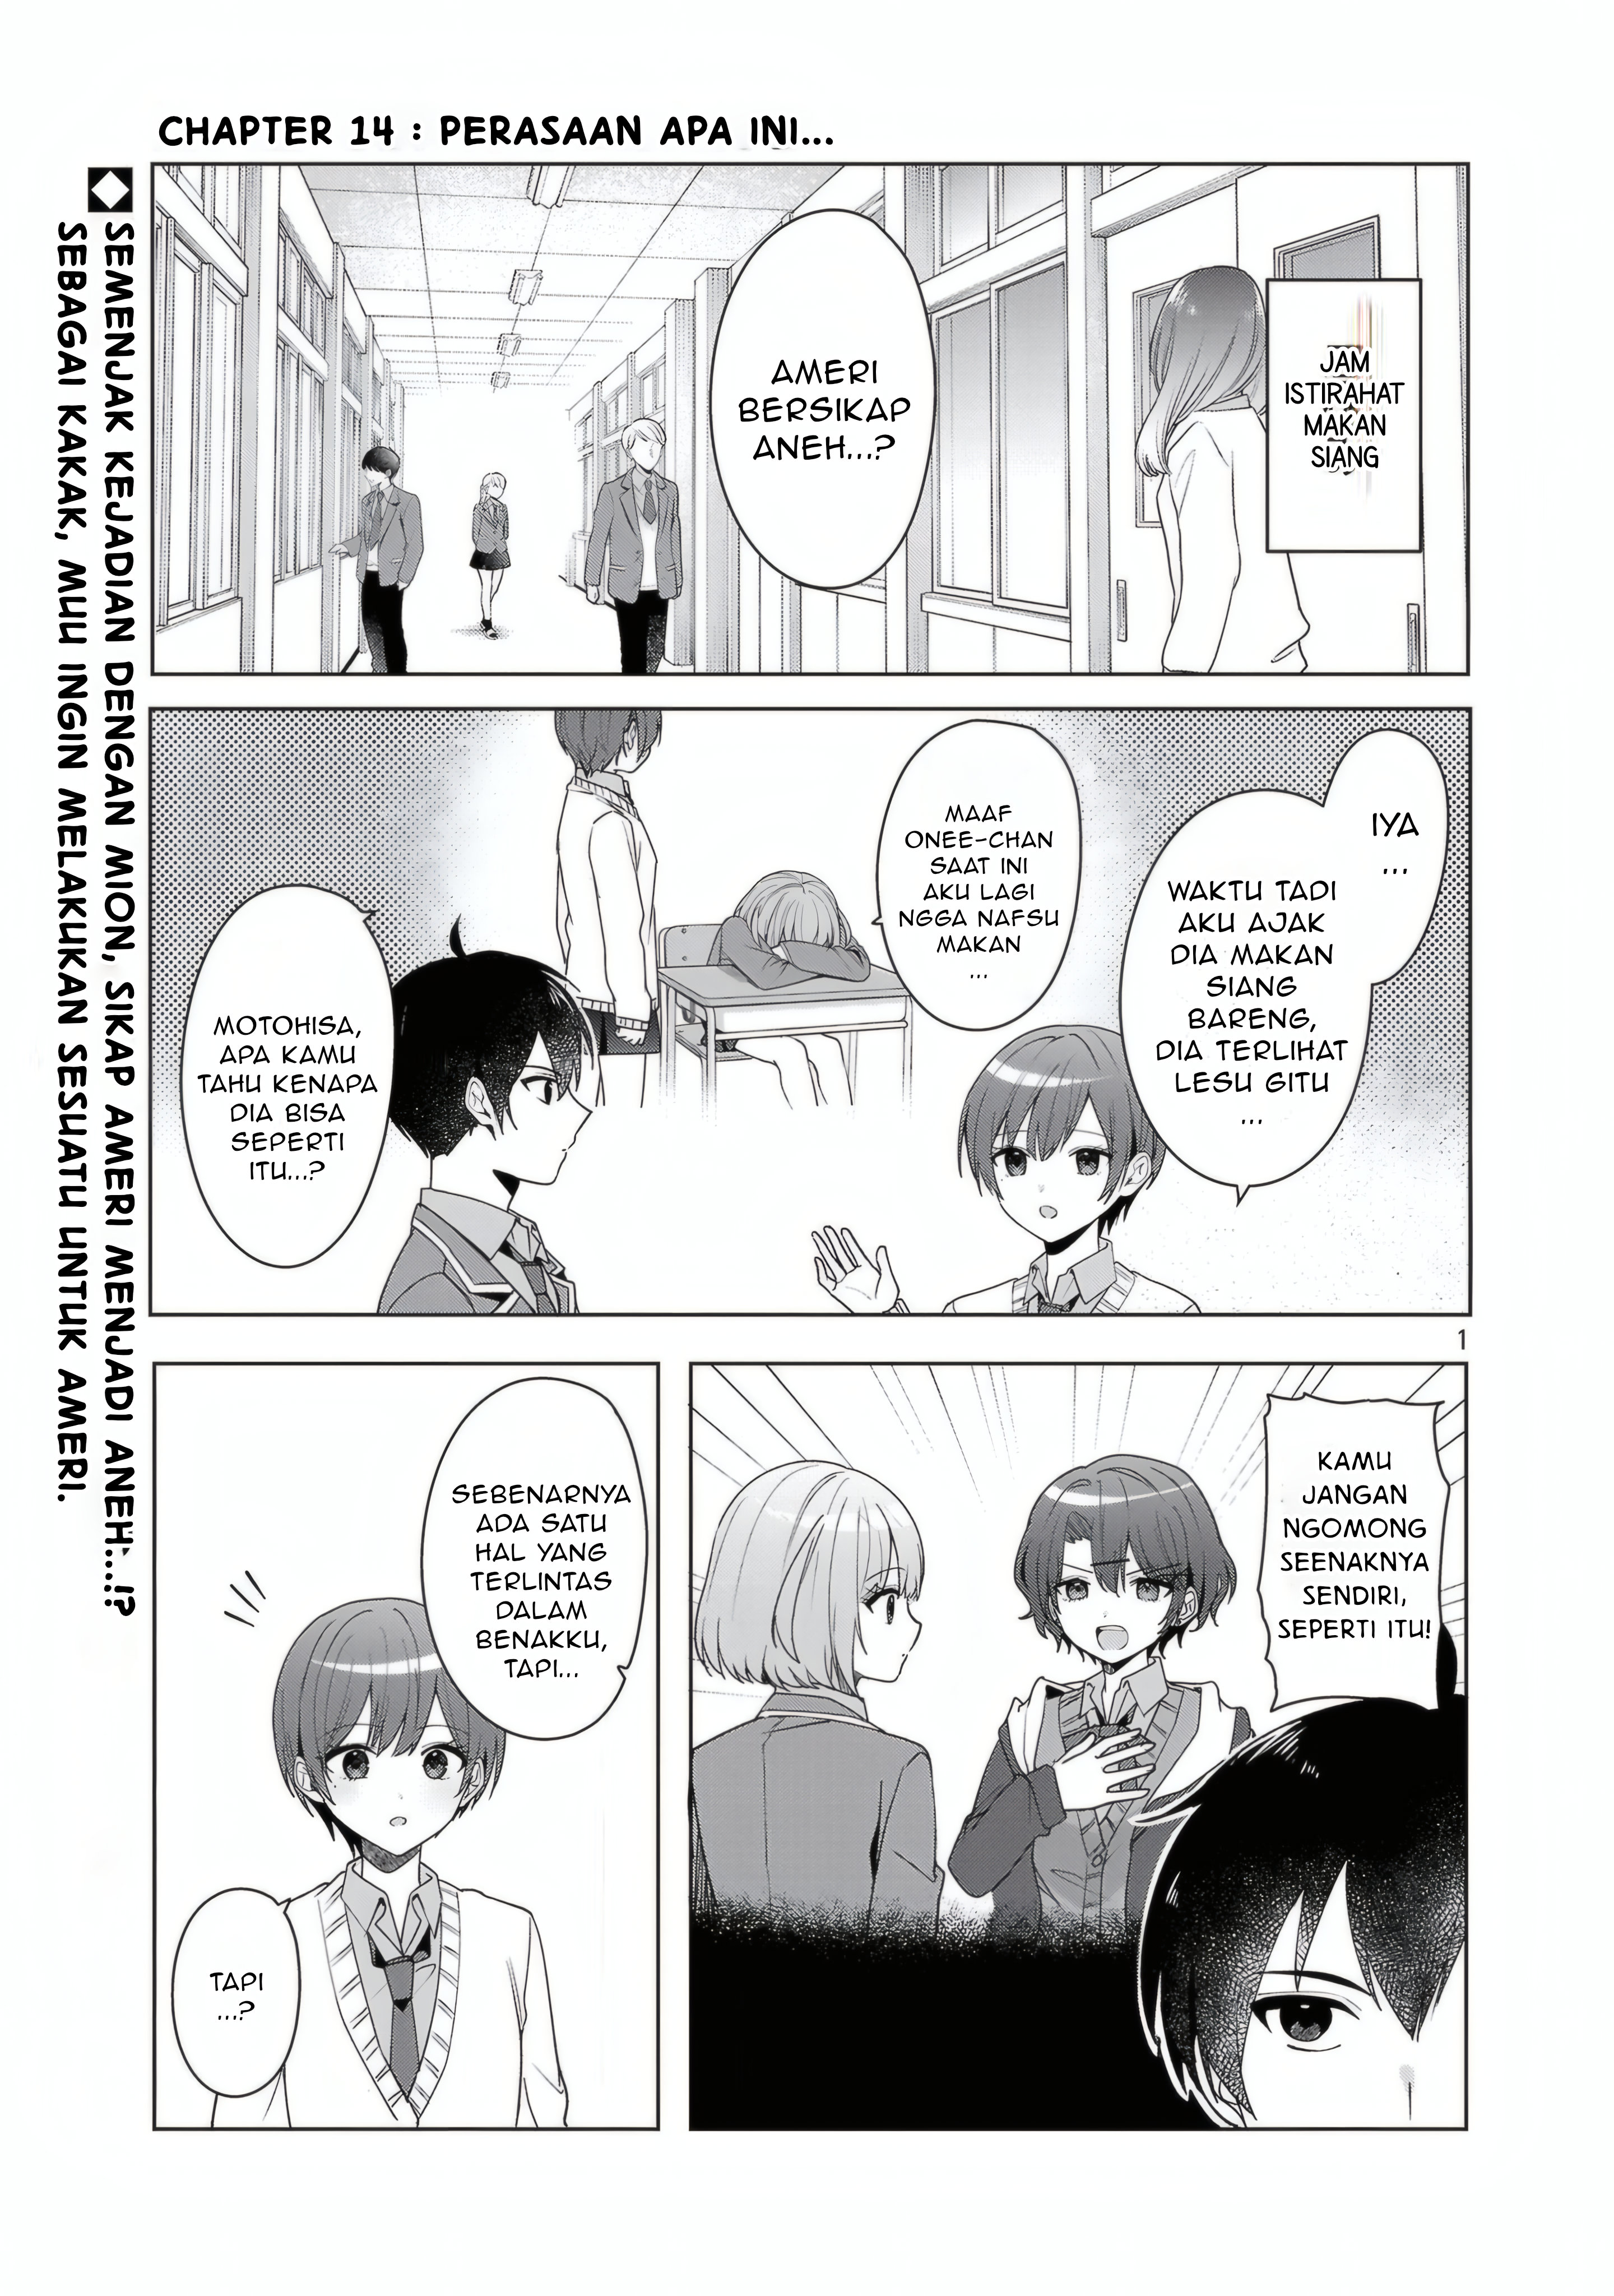 CHAPTER 14 : PERASAAN APA INI...
SEMENJAK KEJADIAN DENGAN MION, SIKAP AMERI MENJADI ANEH...!?
SEBAGAI KAKAK, MUU INGIN MELAKUKAN SESUATU UNTUK AMERI.
JAM
ISTIRAHAT
MAKAN
SIANG
AMERI
BERSIKAP
ANEH...?
IYA
...
WAKTU TADI
AKU AJAK
DIA MAKAN
SIANG
BARENG,
DIA TERLIHAT
LESU GITU
...
MAAF
ONEE-CHAN
SAAT INI
AKU LAGI
NGGA NAFSU
MAKAN
...
MOTOHISA,
APA KAMU
TAHU KENAPA
DIA BISA
SEPERTI
ITU...?
1
KAMU
JANGAN
NGOMONG
SEENAKNYA
SENDIRI,
SEPERTI ITU!
SEBENARNYA
ADA SATU
HAL YANG
TERLINTAS
DALAM
BENAKKU,
TAPI...
TAPI
...?